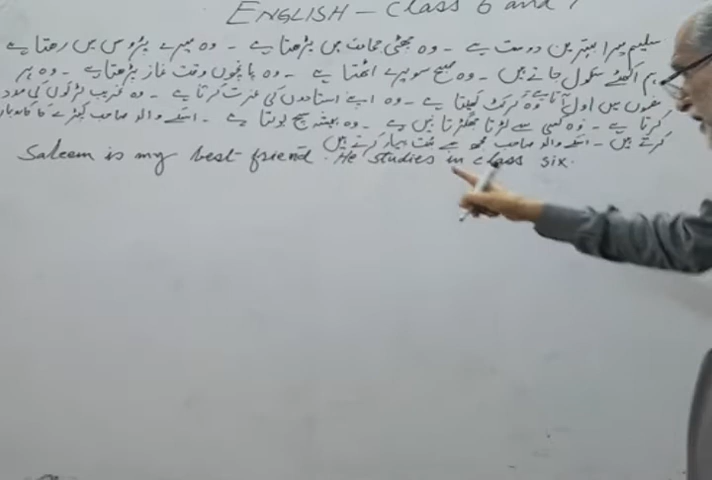 ENGLISH - Class 6 and 7
سلیم میرا بہترین دوست ہے - وہ چھٹی جماعت میں پڑھتا ہے - وہ میرے پڑوس میں رہتا ہے
ہم اکٹھے سکول جاتے ہیں - وہ صبح سویرے اٹھتا ہے - وہ پانچوں وقت نماز پڑھتا ہے - وہ ہر
میں اول آتا ہے - وہ کرکٹ کھیلتا ہے - وہ اپنے استادوں کی عزت کرتا ہے - وہ غریب لڑکوں کی مدد
کرتا ہے - وہ کسی سے لڑتا جھگڑتا نہیں ہے - وہ ہمیشہ سچ بولتا ہے - اسکے والد صاحب کپڑے کا کاروبار
کرتے ہیں - اسکے والد صاحب مجھ سے کرتے ہیں
Saleem is my best friend. He studies in class six.